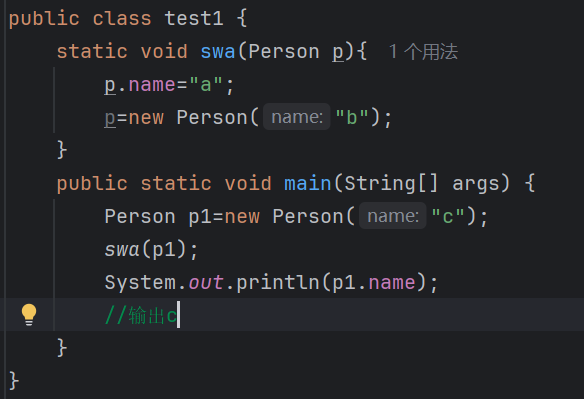 public class test1 {
static void swa(Person p){ 1 个用法
p.name="a";
p=new Person( name: "b");
}
public static void main(String[] args) {
Person p1=new Person( name: "c");
swa(p1);
System.out.println(p1.name);
//输出c
}
}